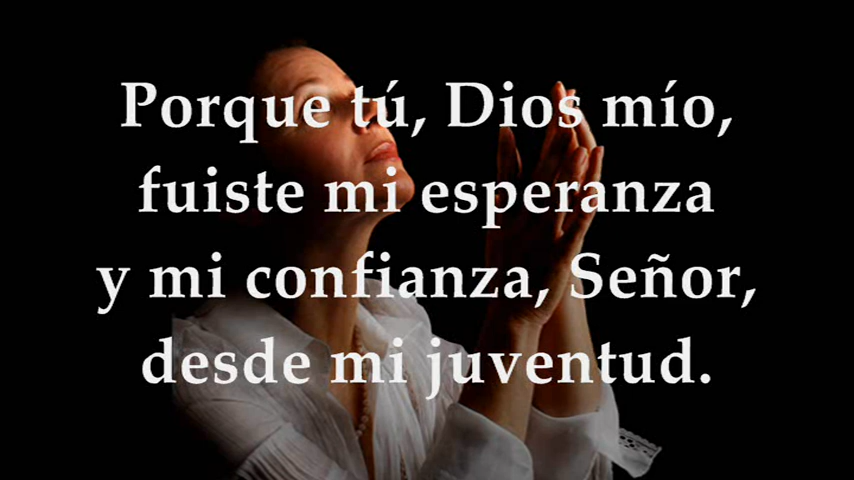 Porque tú, Dios mío,
fuiste mi esperanza
y mi confianza, Señor,
desde mi juventud.